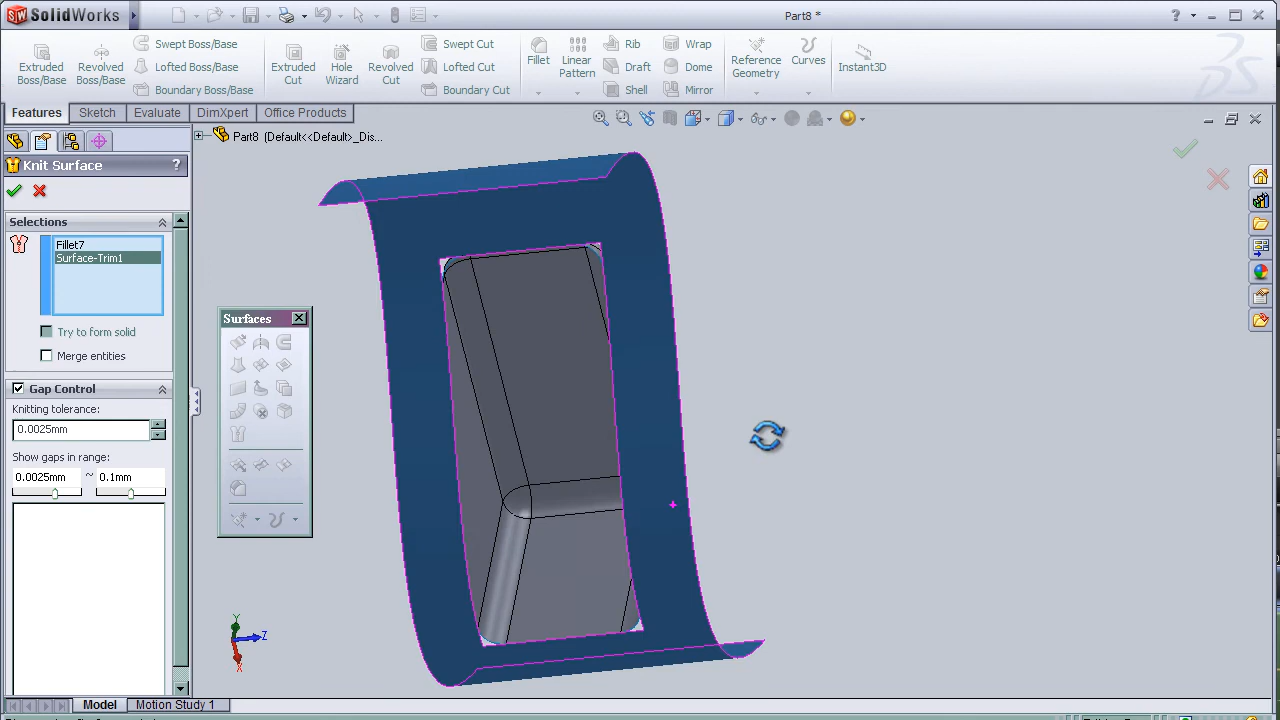 SolidWorks
Part8 *
?
Extruded Boss/Base
Revolved Boss/Base
Swept Boss/Base
Lofted Boss/Base
Boundary Boss/Base
Extruded Cut
Hole Wizard
Revolved Cut
Swept Cut
Lofted Cut
Boundary Cut
Fillet
Linear Pattern
Rib
Draft
Shell
Wrap
Dome
Mirror
Reference Geometry
Curves
Instant3D
Features
Sketch
Evaluate
DimXpert
Office Products
Part8 (Default<<Default>_Dis...
Knit Surface
?
Selections
Fillet7
Surface-Trim1
Try to form solid
Merge entities
Gap Control
Knitting tolerance:
0.0025mm
Show gaps in range:
0.0025mm ~ 0.1mm
Surfaces
Y
Z
X
Model
Motion Study 1